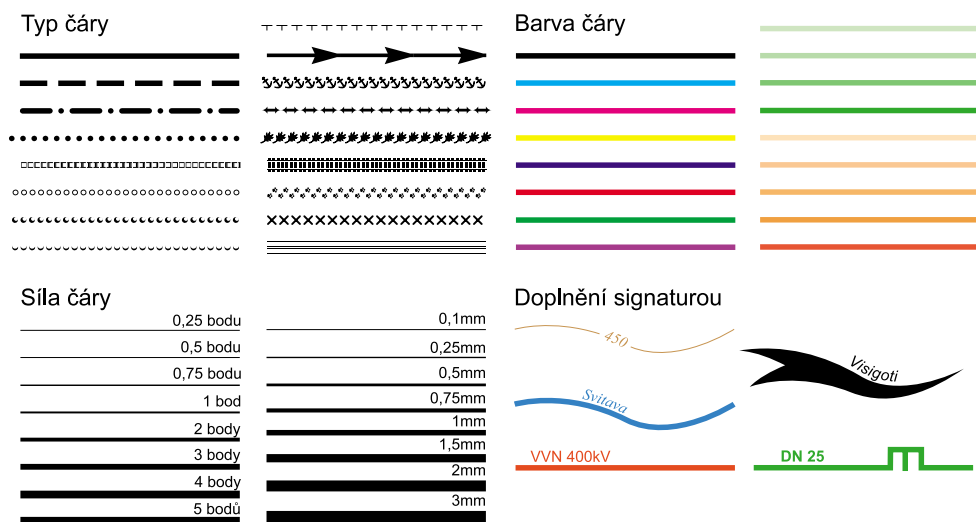 Typ čáry
Barva čáry
Síla čáry
0,25 bodu
0,5 bodu
0,75 bodu
1 bod
2 body
3 body
4 body
5 bodů
0,1mm
0,25mm
0,5mm
0,75mm
1mm
1,5mm
2mm
3mm
Doplnění signaturou
450
Visigoti
Svitava
VVN 400kV
DN 25